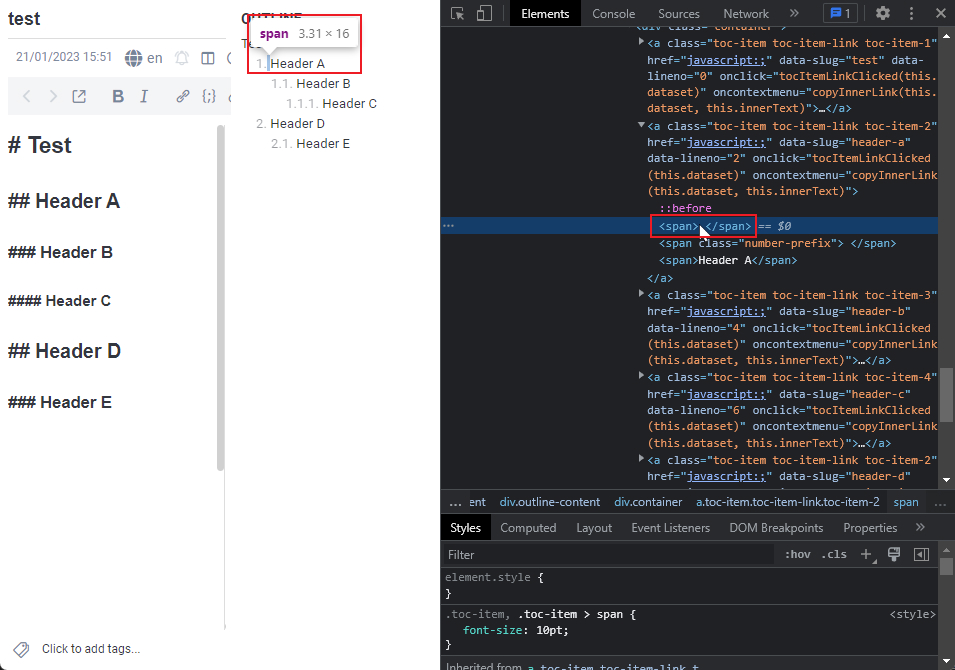 test
21/01/2023 15:51
en
B
I
# Test
## Header A
### Header B
#### Header C
## Header D
### Header E
Click to add tags...
OUTLINE
span 3.31 × 16
1. Header A
1.1. Header B
1.1.1. Header C
2. Header D
2.1. Header E
Elements
Console
Sources
Network
»
1
<div class="container">
<a class="toc-item toc-item-link toc-item-1"
href="javascript:;" data-slug="test" data-
lineno="0" onclick="tocItemLinkClicked(this.
dataset)" oncontextmenu="copyInnerLink(this.
dataset, this.innerText)">…</a>
<a class="toc-item toc-item-link toc-item-2"
href="javascript:;" data-slug="header-a"
data-lineno="2" onclick="tocItemLinkClicked
(this.dataset)" oncontextmenu="copyInnerLink
(this.dataset, this.innerText)">
::before
<span> </span> == $0
<span class="number-prefix"> </span>
<span>Header A</span>
</a>
<a class="toc-item toc-item-link toc-item-3"
href="javascript:;" data-slug="header-b"
data-lineno="4" onclick="tocItemLinkClicked
(this.dataset)" oncontextmenu="copyInnerLink
(this.dataset, this.innerText)">…</a>
<a class="toc-item toc-item-link toc-item-4"
href="javascript:;" data-slug="header-c"
data-lineno="6" onclick="tocItemLinkClicked
(this.dataset)" oncontextmenu="copyInnerLink
(this.dataset, this.innerText)">…</a>
<a class="toc-item toc-item-link toc-item-2"
href="javascript:;" data-slug="header-d"
... ent div.outline-content div.container a.toc-item.toc-item-link.toc-item-2 span ...
Styles
Computed
Layout
Event Listeners
DOM Breakpoints
Properties
»
Filter
:hov
.cls
+
element.style {
}
.toc-item, .toc-item > span { <style>
font-size: 10pt;
}
Inherited from a.toc-item.toc-item-link.t…